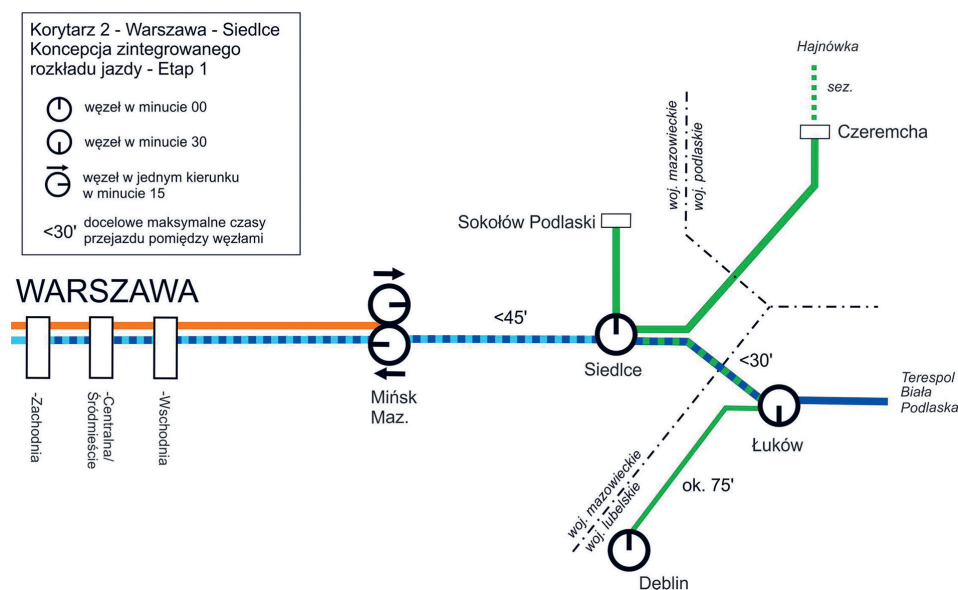 Korytarz 2 - Warszawa - Siedlce
Koncepcja zintegrowanego
rozkładu jazdy - Etap 1
węzeł w minucie 00
węzeł w minucie 30
węzeł w jednym kierunku
w minucie 15
<30' docelowe maksymalne czasy
przejazdu pomiędzy węzłami
Hajnówka
sez.
Czeremcha
woj. mazowieckie
woj. podlaskie
Sokołów Podlaski
WARSZAWA
<45'
Siedlce
<30'
Mińsk
Maz.
Terespol
Biała
Podlaska
Łuków
-Zachodnia
-Centralna/
Śródmieście
-Wschodnia
ok. 75'
woj. mazowieckie
woj. lubelskie
Dęblin